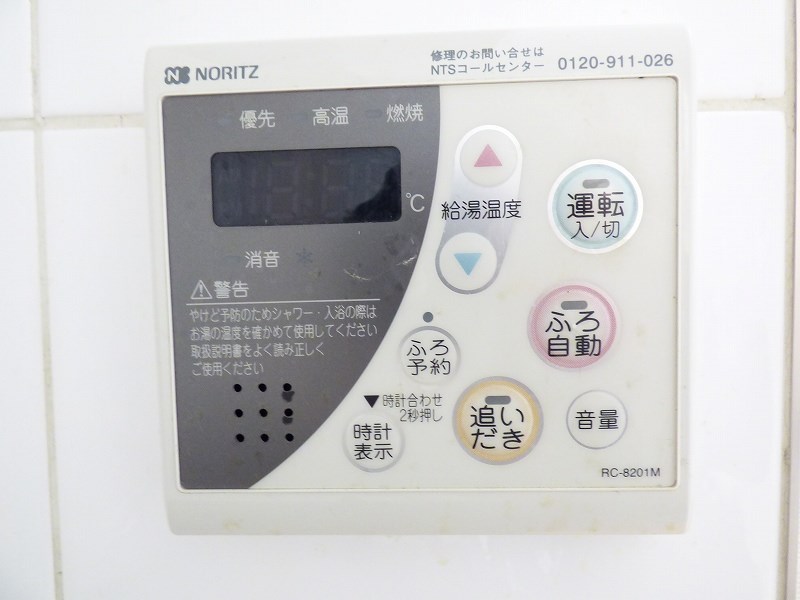 NORITZ
修理のお問い合せは
NTSコールセンター 0120-911-026
優先 高温 燃焼
℃
給湯温度
運転
入/切
消音
警告
やけど予防のためシャワー・入浴の際は
お湯の温度を確かめて使用してください
取扱説明書をよく読み正しく
ご使用ください
ふろ
自動
ふろ
予約
▼時計合わせ
2秒押し
時計
表示
追い
だき
音量
RC-8201M